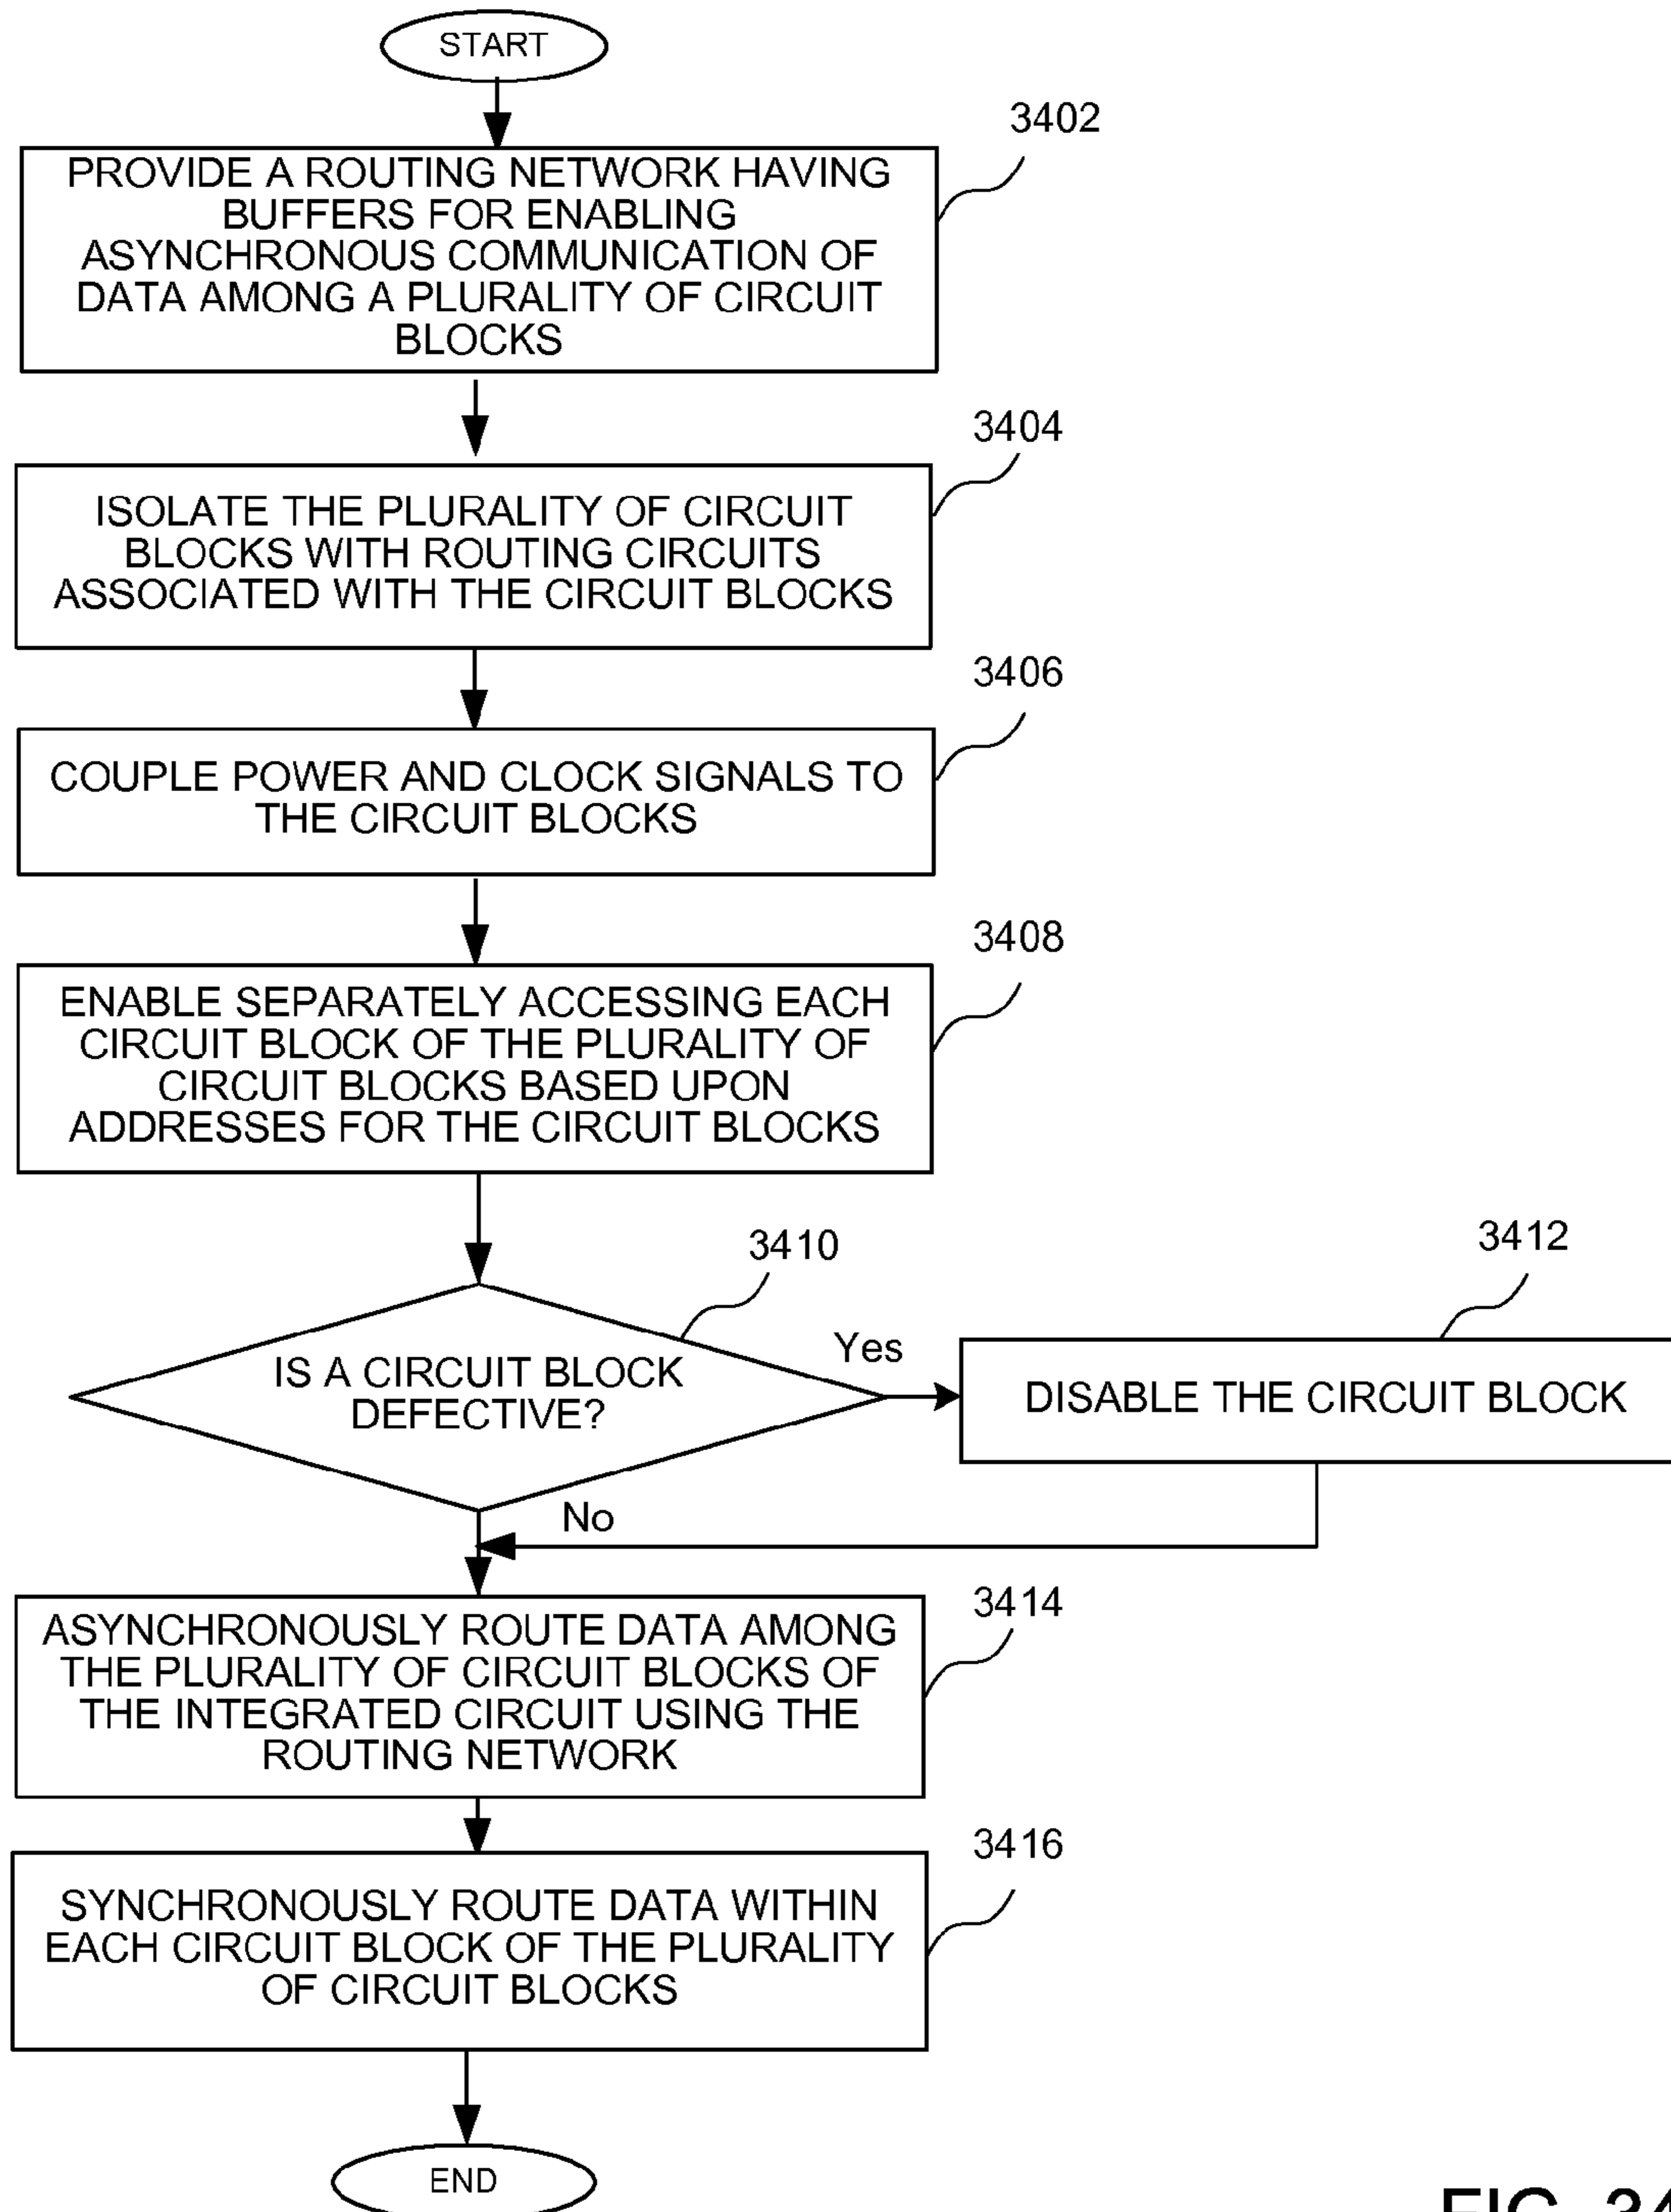 START
3402
PROVIDE A ROUTING NETWORK HAVING
BUFFERS FOR ENABLING
ASYNCHRONOUS COMMUNICATION OF
DATA AMONG A PLURALITY OF CIRCUIT
BLOCKS
3404
ISOLATE THE PLURALITY OF CIRCUIT
BLOCKS WITH ROUTING CIRCUITS
ASSOCIATED WITH THE CIRCUIT BLOCKS
3406
COUPLE POWER AND CLOCK SIGNALS TO
THE CIRCUIT BLOCKS
3408
ENABLE SEPARATELY ACCESSING EACH
CIRCUIT BLOCK OF THE PLURALITY OF
CIRCUIT BLOCKS BASED UPON
ADDRESSES FOR THE CIRCUIT BLOCKS
3410
IS A CIRCUIT BLOCK
DEFECTIVE?
Yes
3412
DISABLE THE CIRCUIT BLOCK
No
3414
ASYNCHRONOUSLY ROUTE DATA AMONG
THE PLURALITY OF CIRCUIT BLOCKS OF
THE INTEGRATED CIRCUIT USING THE
ROUTING NETWORK
3416
SYNCHRONOUSLY ROUTE DATA WITHIN
EACH CIRCUIT BLOCK OF THE PLURALITY
OF CIRCUIT BLOCKS
END
FIG. 34